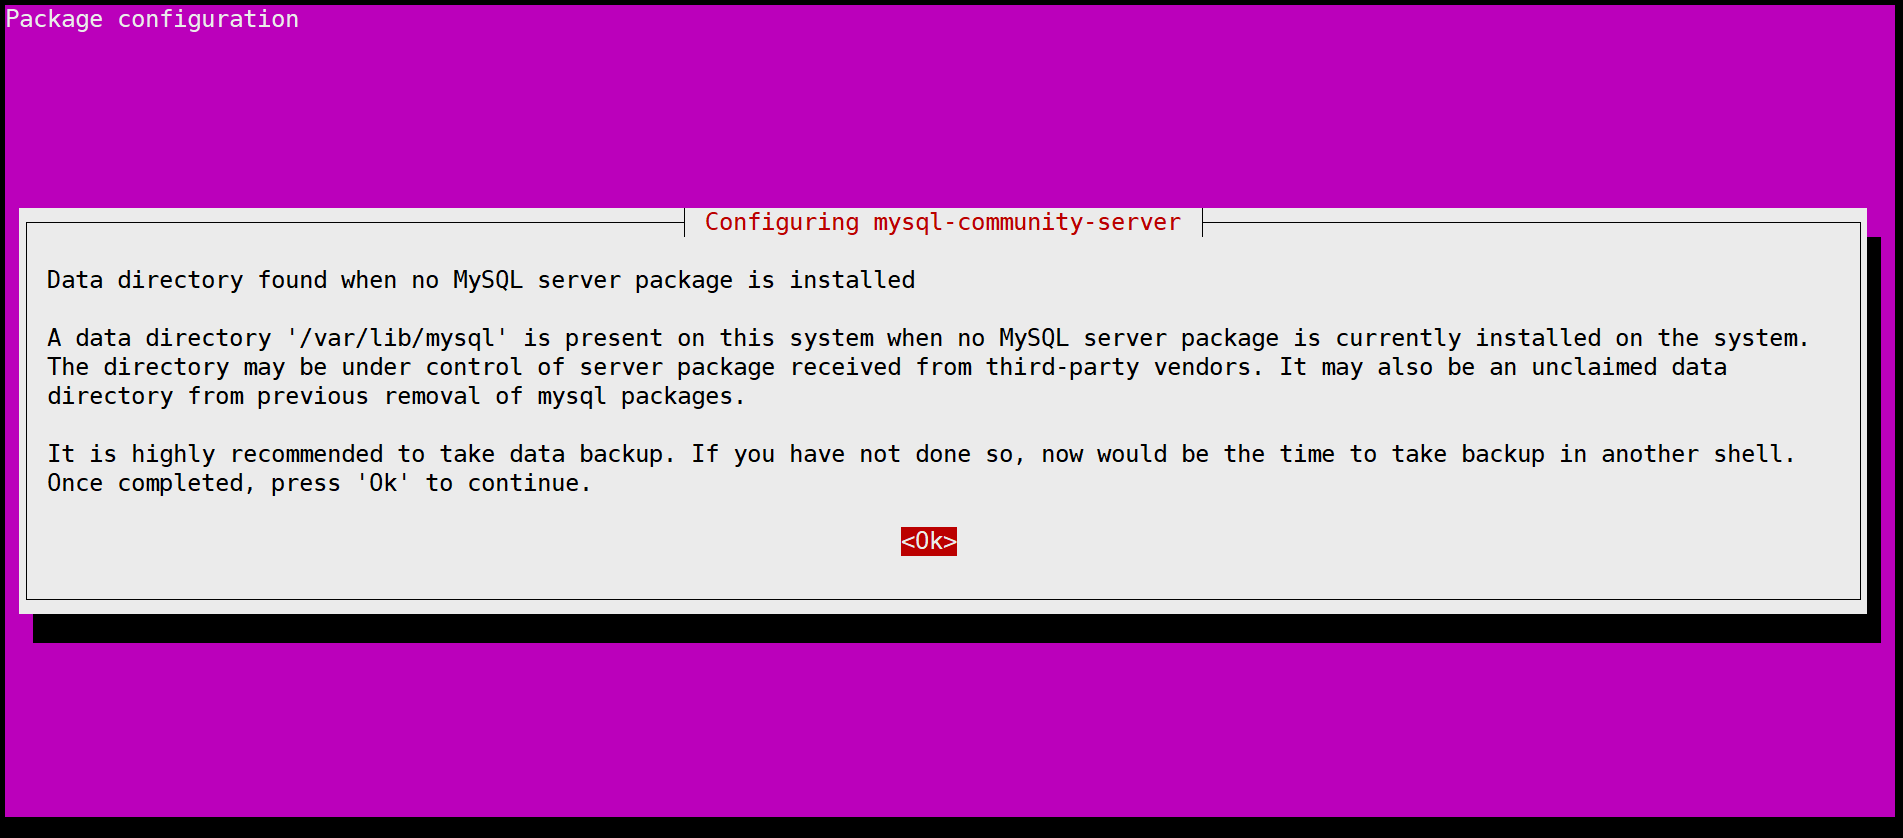 Package configuration
Configuring mysql-community-server
Data directory found when no MySQL server package is installed
A data directory '/var/lib/mysql' is present on this system when no MySQL server package is currently installed on the system.
The directory may be under control of server package received from third-party vendors. It may also be an unclaimed data
directory from previous removal of mysql packages.
It is highly recommended to take data backup. If you have not done so, now would be the time to take backup in another shell.
Once completed, press 'Ok' to continue.
<Ok>